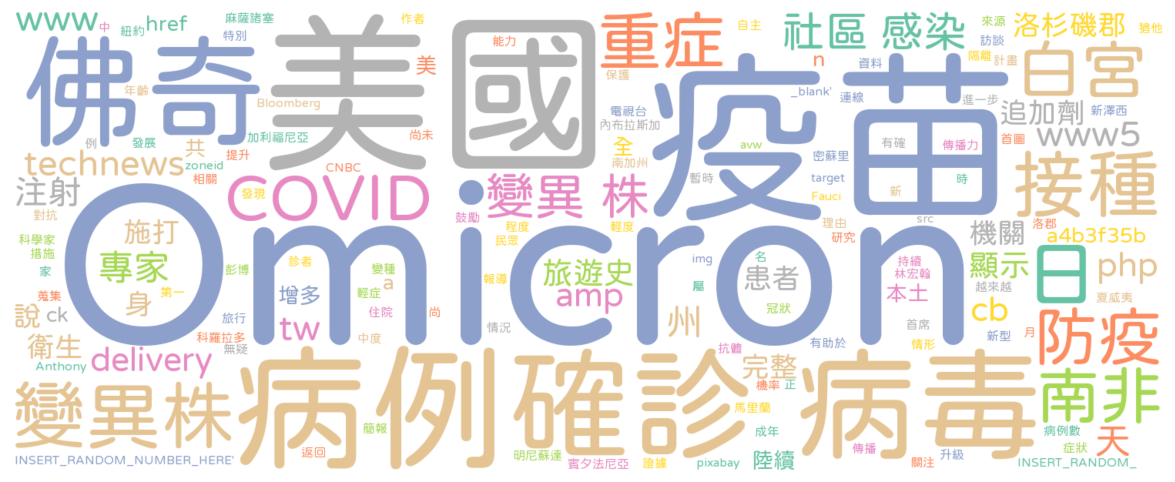 www
中
紐約
href
麻薩諸塞
特別
作者
美國
能力
重症
自主
社區 感染
來源
洛杉磯郡
猶他
訪談
隔離
計畫
佛奇
年齡
Bloomberg
美
保護
n
資料
白宮
_blank'
連線
進一步
追加劑
新澤西
電視台
內布拉斯加
疫苗
首圖
www5
例
發展
共
加利福尼亞
尚未
全
南加州
avw
密蘇里
有確
傳播力
technews
zoneid
提升
相關
CNBC
暫時
target
新
時
接種
注射
對抗
發現
COVID
鼓勵
變異 株
Fauci
理由
src
洛郡
施打
程度
民眾
輕度
研究
機關
a4b3f35b
Omicron
科學家
措施
家
專家
彭博
診者
變種
報導
旅遊史
img
名
屬
患者
持續
林宏翰
顯示
越來越
日
php
蒐集
身
第一
增多
輕症
a
amp
冠狀
本土
cb
夏威夷
說
ck
旅行
tw
住院
尚
情況
州
首席
新型
月
衛生
Anthony
delivery
科羅拉多
無疑
中度
抗體
有助於
情形
防疫
變異株
病例
確診
完整
機率
正
病毒
南非
馬里蘭
簡報
成年
病例數
天
返回
明尼蘇達
賓夕法尼亞
證據
pixabay
陸續
傳播
關注
升級
症狀
INSERT_RANDOM_NUMBER_HERE'
INSERT_RANDOM_